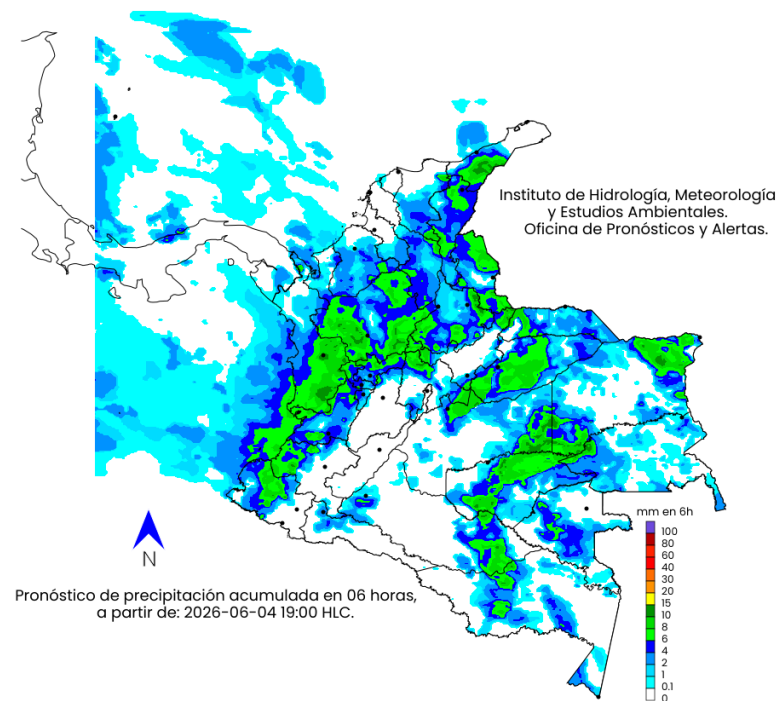 Instituto de Hidrología, Meteorología
y Estudios Ambientales.
Oficina de Pronósticos y Alertas.
mm en 6h
100
80
60
40
30
20
15
10
8
6
4
2
1
0.1
0
N
Pronóstico de precipitación acumulada en 06 horas,
a partir de: 2026-06-04 19:00 HLC.